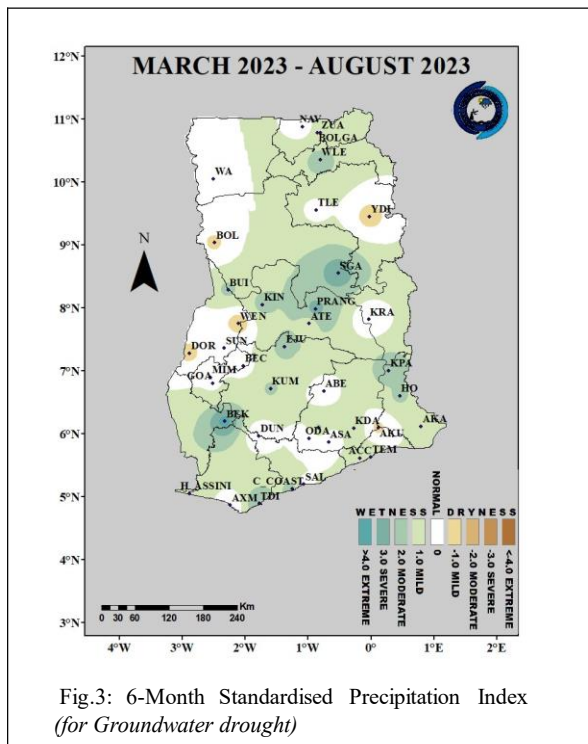 MARCH 2023 - AUGUST 2023
12°N
11°N
10°N
9°N
8°N
7°N
6°N
5°N
4°N
3°N
N
NAV
ZUA
BOLGA
WLE
WA
TLE
YDI
BOL
SGA
BUI
KIN
PRANG
WEN
ATE
KRA
DOR
SUN
EJU
BEC
GOA
MIM
KPA
KUM
ABE
HO
BEK
DUN
ODA
ASA
KDA
AKU
AKA
ACC
TEM
H_ASSINI
AXM
TDI
C_COAST
SAL
WETNESS
NORMAL
DRYNESS
>4.0 EXTREME
3.0 SEVERE
2.0 MODERATE
1.0 MILD
0
-1.0 MILD
-2.0 MODERATE
-3.0 SEVERE
<-4.0 EXTREME
Km
0 30 60 120 180 240
4°W 3°W 2°W 1°W 0° 1°E 2°E
Fig.3: 6-Month Standardised Precipitation Index
(for Groundwater drought)